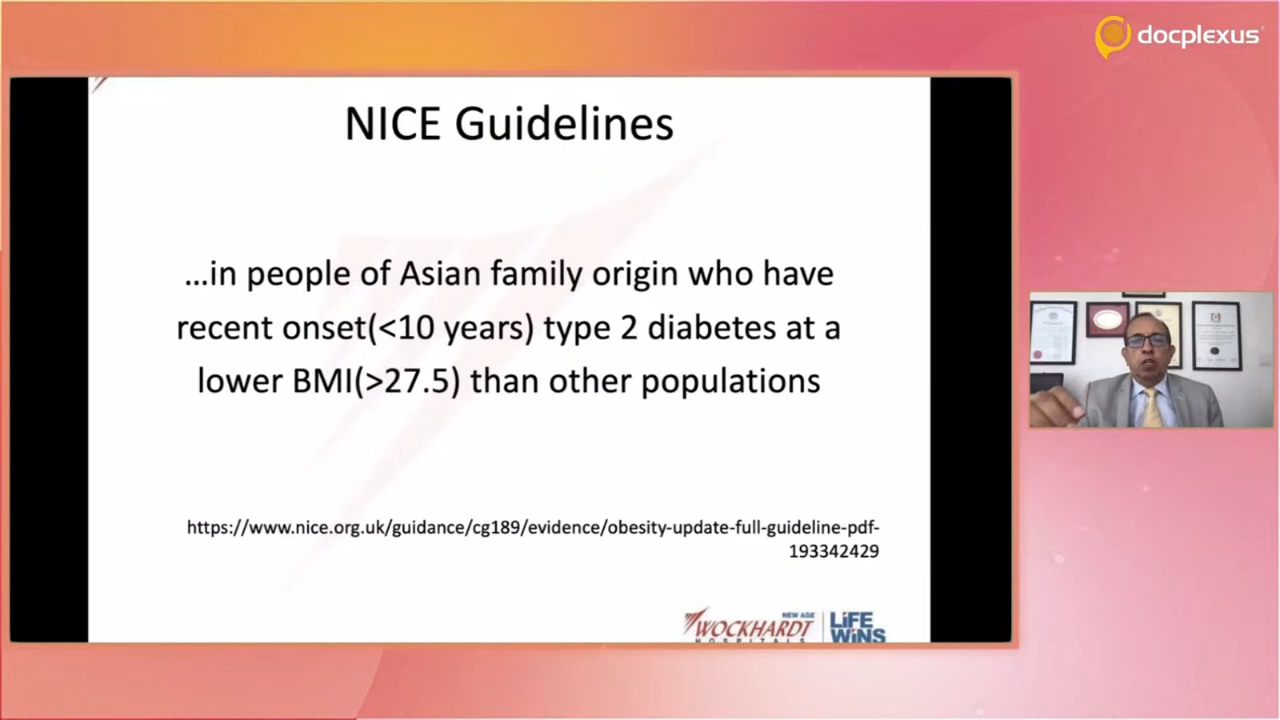 docplexus
NICE Guidelines
...in people of Asian family origin who have
recent onset(<10 years) type 2 diabetes at a
lower BMI(>27.5) than other populations
https://www.nice.org.uk/guidance/cg189/evidence/obesity-update-full-guideline-pdf-
193342429
NEW AGE
WOCKHARDT
HOSPITALS
LiFE
WiNS